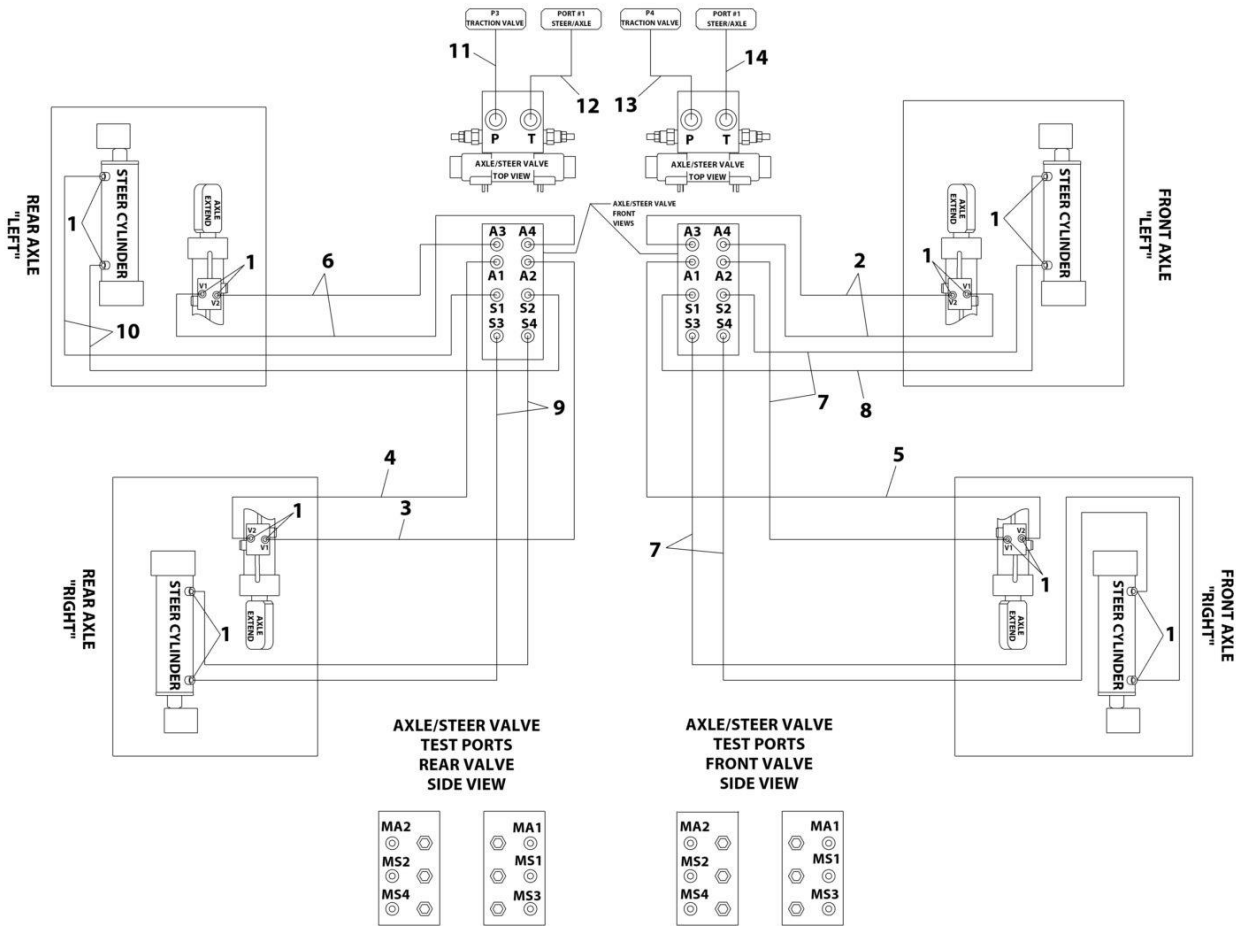 P3
TRACTION VALVE
PORT #1
STEER/AXLE
P4
TRACTION VALVE
PORT #1
STEER/AXLE
11
12
13
14
P T
AXLE/STEER VALVE
TOP VIEW
P T
AXLE/STEER VALVE
TOP VIEW
REAR AXLE
"LEFT"
STEER CYLINDER
1
10
AXLE
EXTEND
V1
V2
1
6
AXLE/STEER VALVE
FRONT
VIEWS
A3 A4
A1 A2
S1 S2
S3 S4
9
A3 A4
A1 A2
S1 S2
S3 S4
2
7
8
AXLE
EXTEND
V1
V2
1
STEER CYLINDER
1
FRONT AXLE
"LEFT"
4
3
5
7
REAR AXLE
"RIGHT"
STEER CYLINDER
1
V2
V1
1
AXLE
EXTEND
V2
V1
1
AXLE
EXTEND
STEER CYLINDER
1
FRONT AXLE
"RIGHT"
AXLE/STEER VALVE
TEST PORTS
REAR VALVE
SIDE VIEW
AXLE/STEER VALVE
TEST PORTS
FRONT VALVE
SIDE VIEW
MA2
MS2
MS4
MA1
MS1
MS3
MA2
MS2
MS4
MA1
MS1
MS3